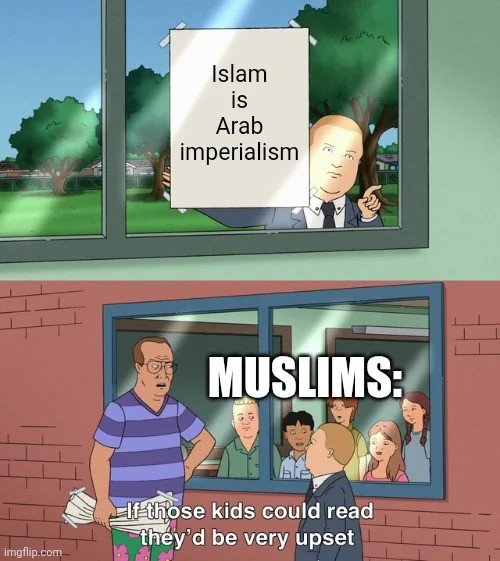 Islam
is
Arab
imperialism
MUSLIMS:
If those kids could read
they'd be very upset
imgflip.com